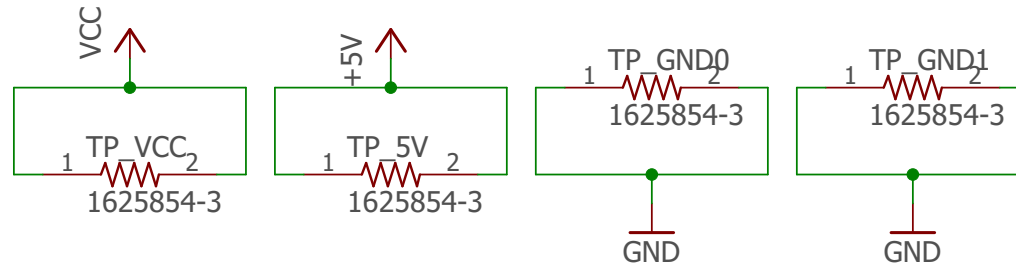 VCC
1 TP_VCC 2
1625854-3
+5V
1 TP_5V 2
1625854-3
TP_GND0
1 2
1625854-3
GND
TP_GND1
1 2
1625854-3
GND